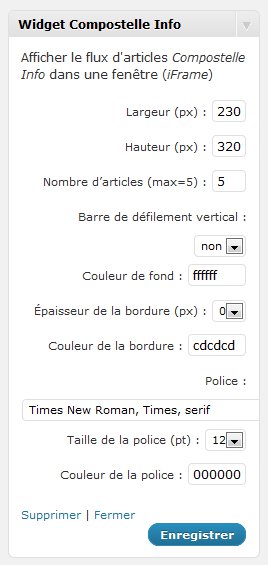 Widget Compostelle Info
Afficher le flux d'articles Compostelle
Info dans une fenêtre (iFrame)
Largeur (px) : 230
Hauteur (px) : 320
Nombre d’articles (max=5) : 5
Barre de défilement vertical :
non
Couleur de fond : ffffff
Épaisseur de la bordure (px) : 0
Couleur de la bordure : cdcdcd
Police :
Times New Roman, Times, serif
Taille de la police (pt) : 12
Couleur de la police : 000000
Supprimer | Fermer
Enregistrer